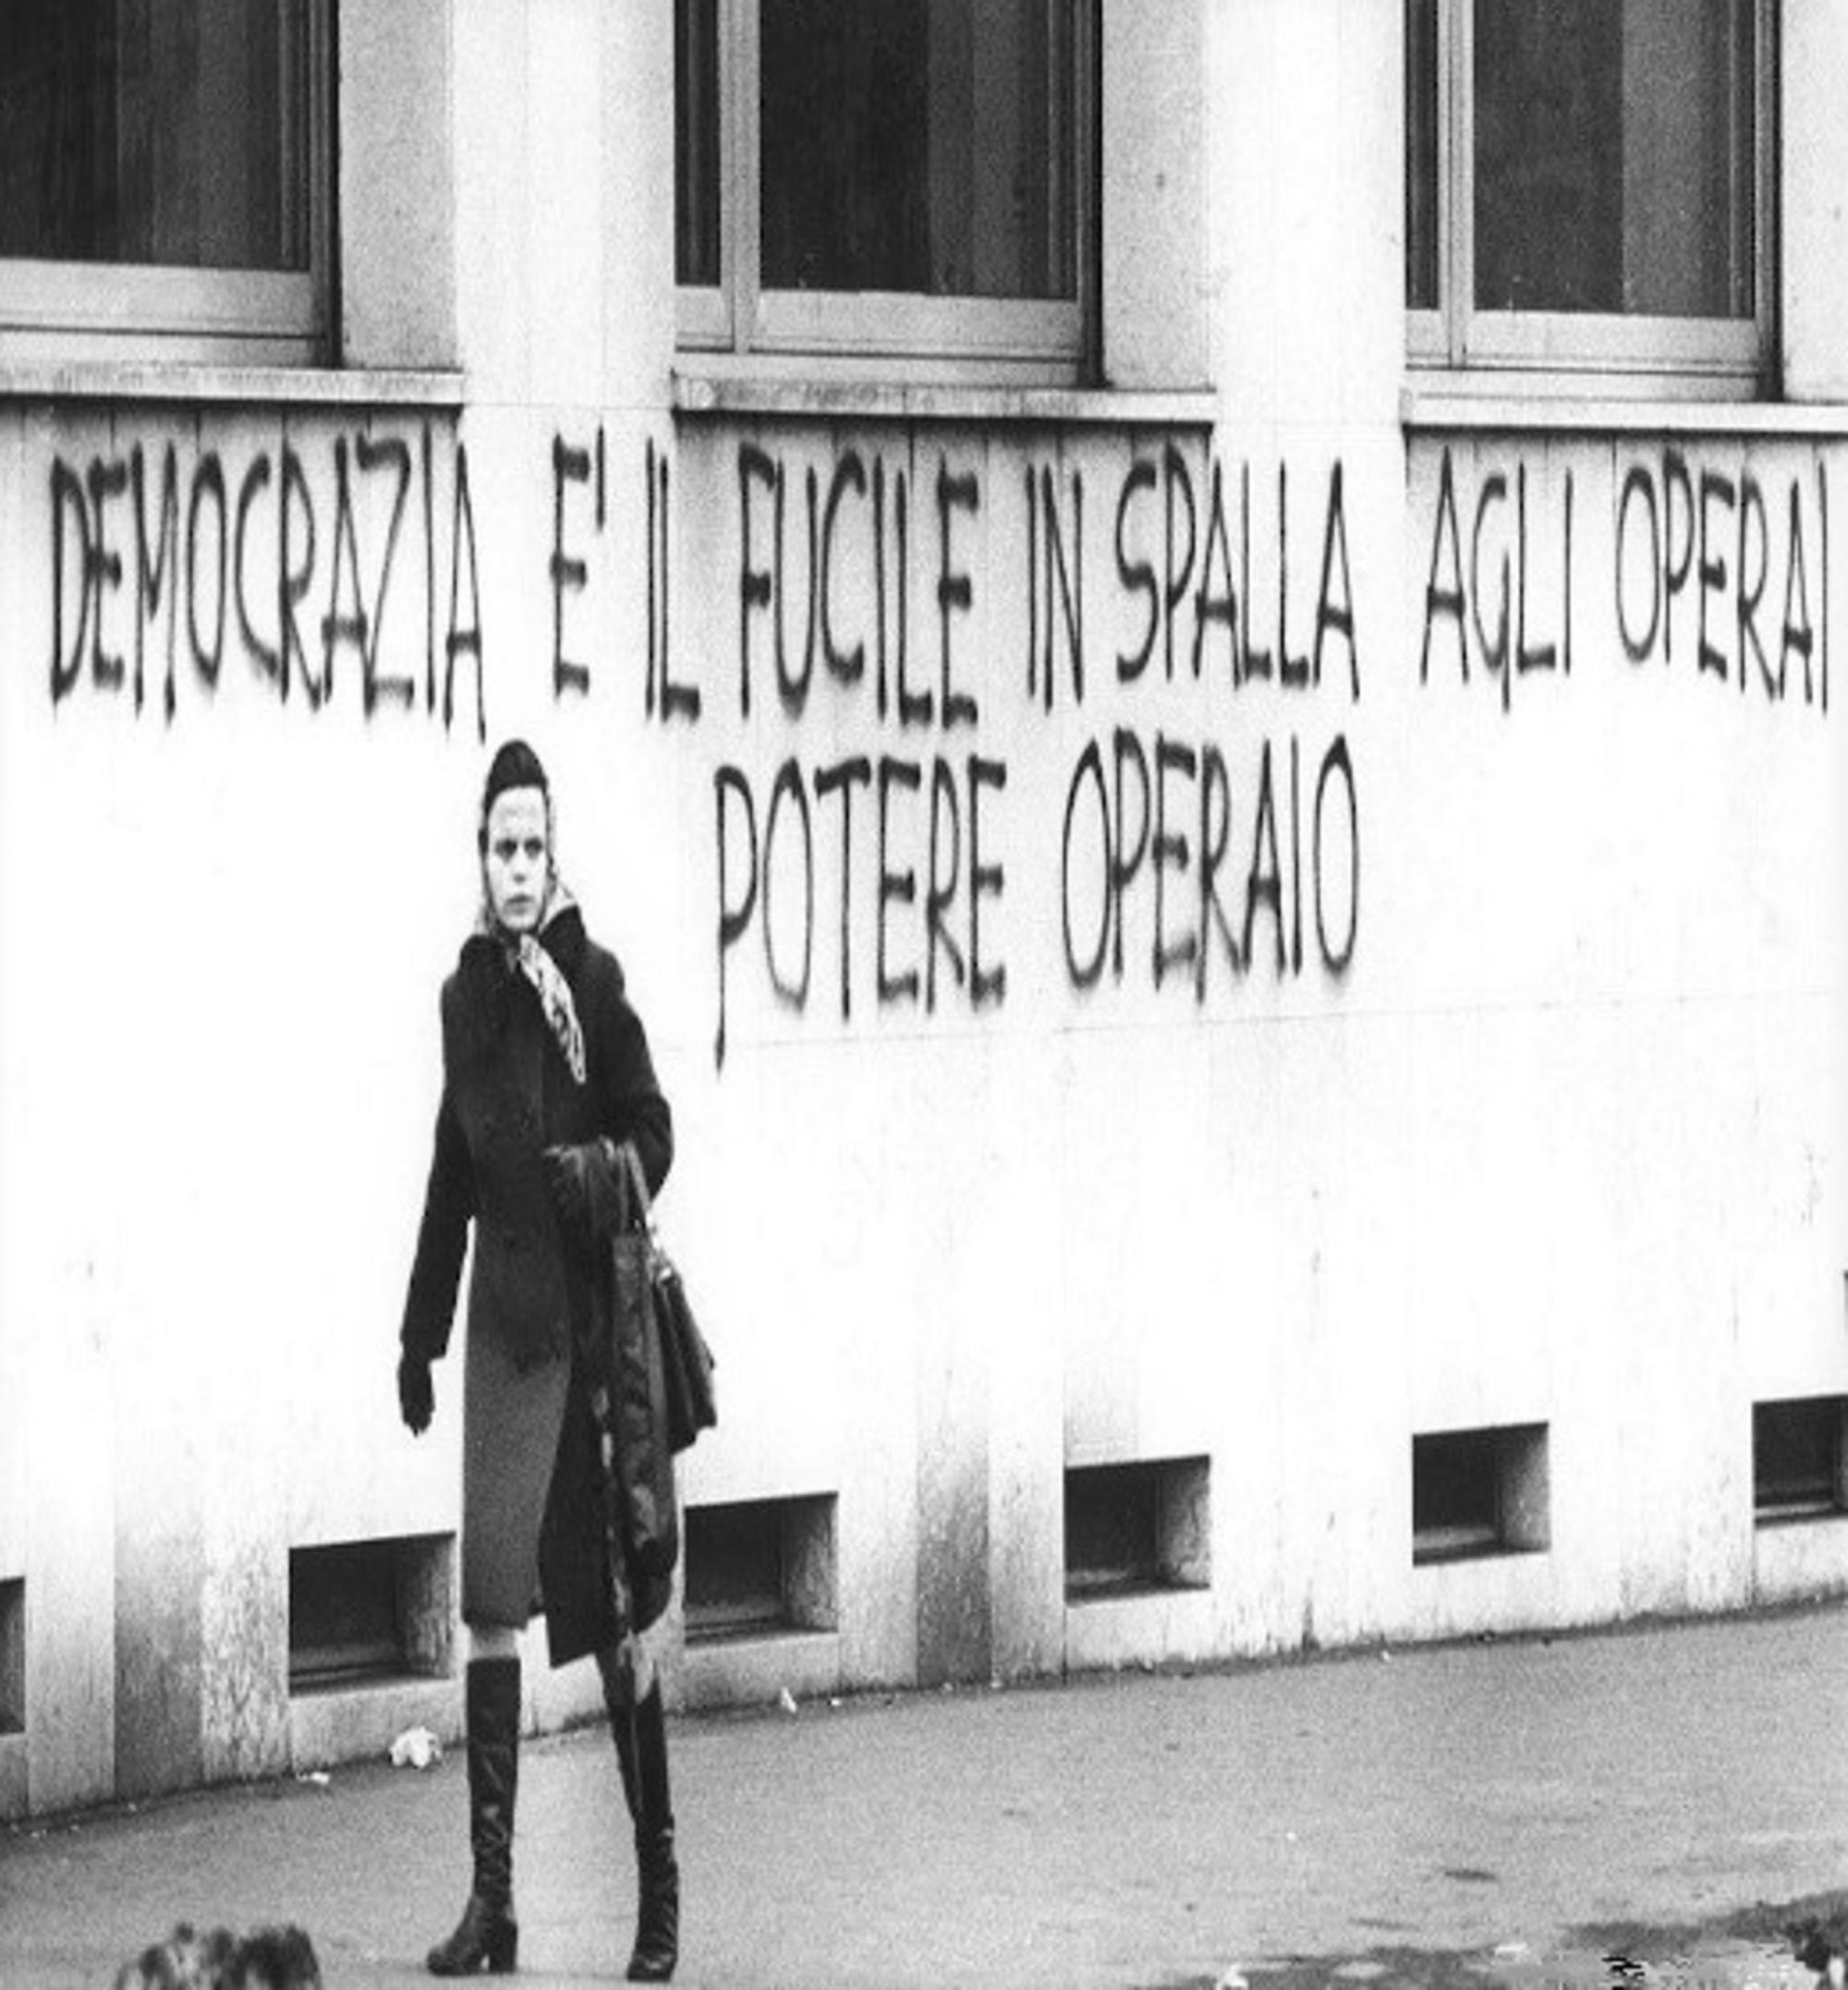 DEMOCRAZIA E' IL FUCILE IN SPALLA AGLI OPERAI
POTERE OPERAIO